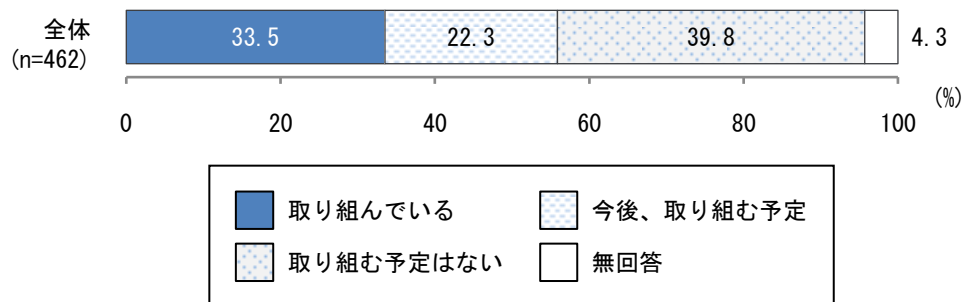 全体
(n=462)
33.5 22.3 39.8 4.3
(%)
0 20 40 60 80 100
取り組んでいる 今後、取り組む予定
取り組む予定はない 無回答